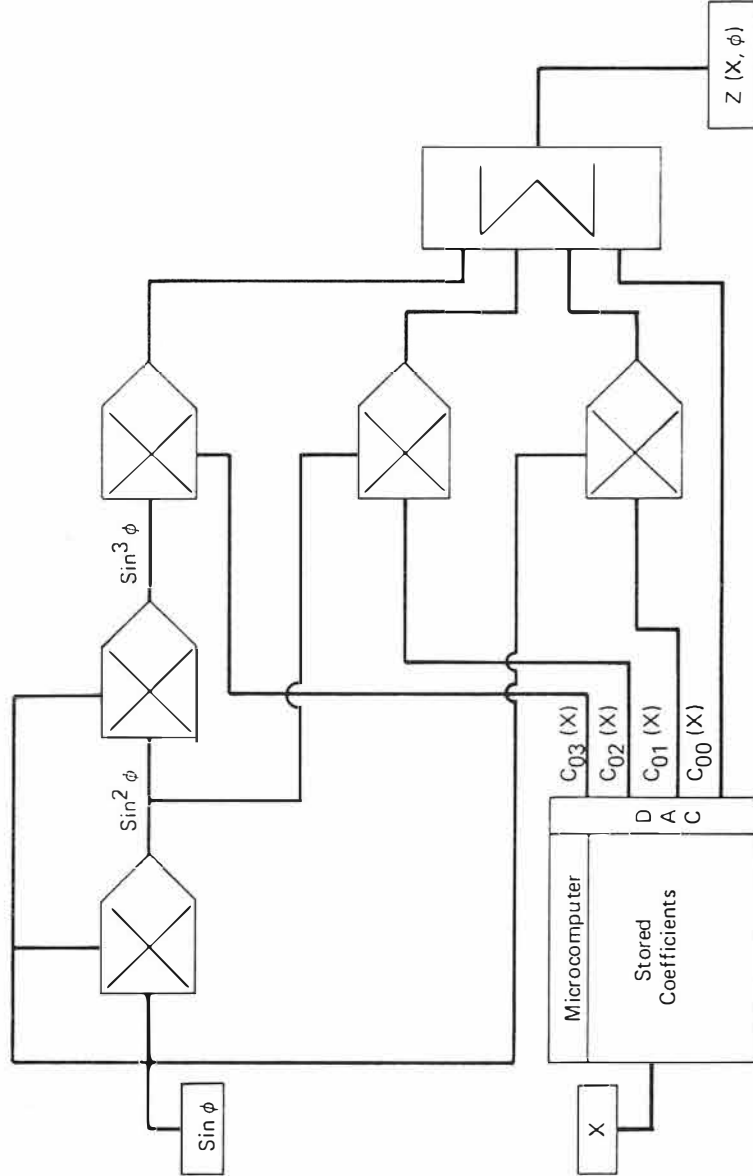 Sin ϕ
Sin² ϕ
Sin³ ϕ
X
Microcomputer
Stored
Coefficients
D
A
C
C₀₃ (X)
C₀₂ (X)
C₀₁ (X)
C₀₀ (X)
Σ
Z (X, ϕ)